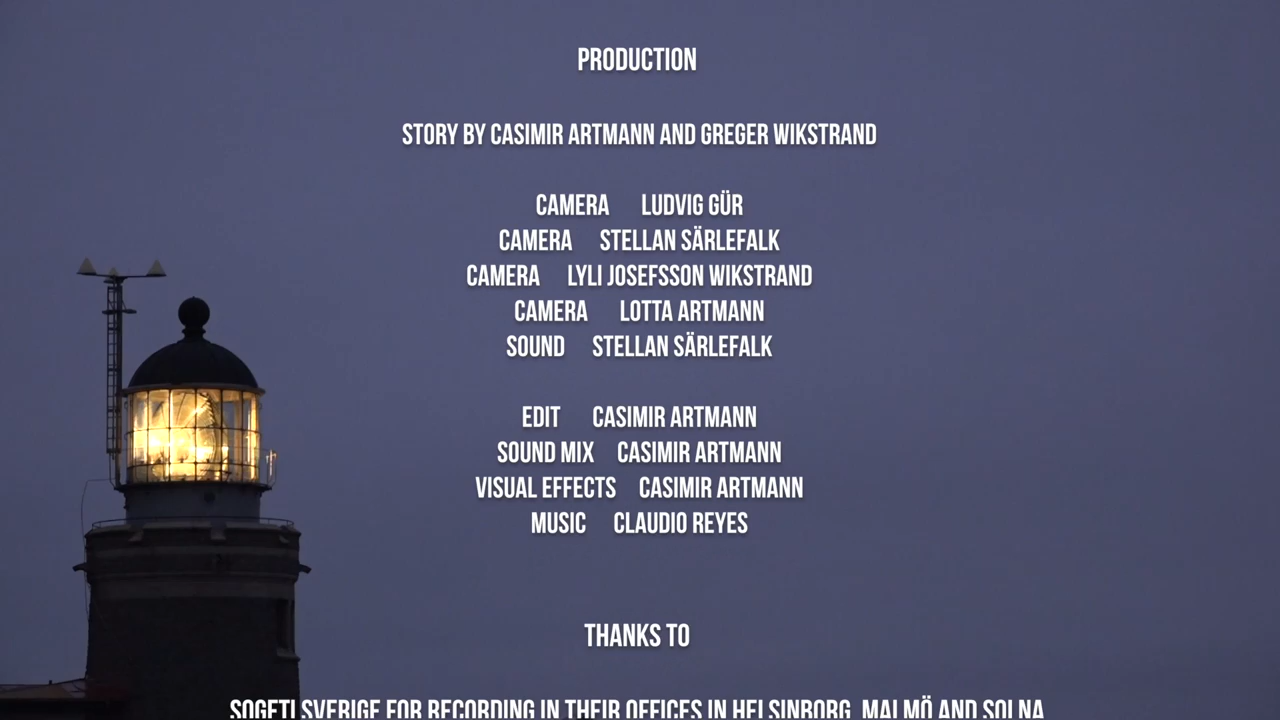 PRODUCTION
STORY BY CASIMIR ARTMANN AND GREGER WIKSTRAND
CAMERA LUDVIG GÜR
CAMERA STELLAN SÄRLEFALK
CAMERA LYLI JOSEFSSON WIKSTRAND
CAMERA LOTTA ARTMANN
SOUND STELLAN SÄRLEFALK
EDIT CASIMIR ARTMANN
SOUND MIX CASIMIR ARTMANN
VISUAL EFFECTS CASIMIR ARTMANN
MUSIC CLAUDIO REYES
THANKS TO
SOGETI SVERIGE FOR RECORDING IN THEIR OFFICES IN HELSINBORG, MALMÖ AND SOLNA